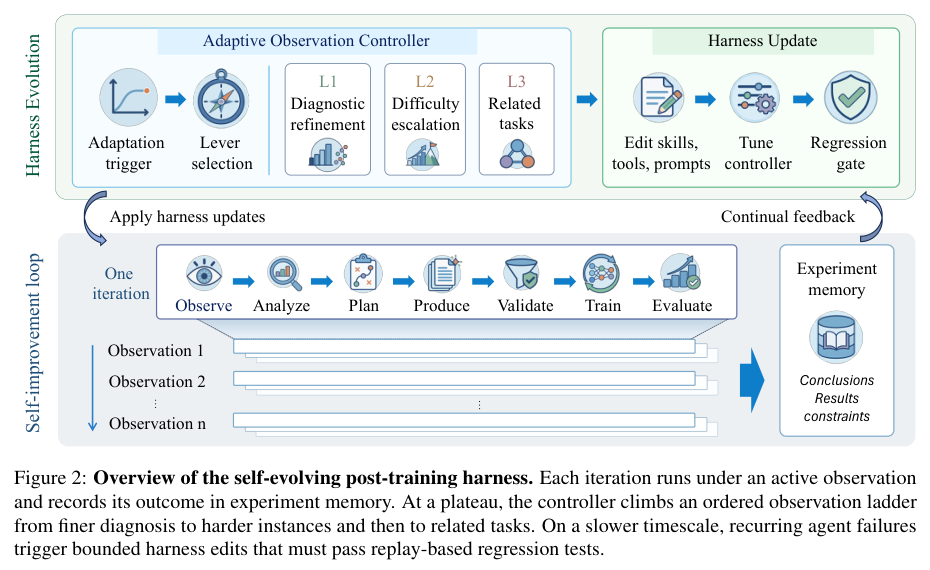 Harness Evolution
Adaptive Observation Controller
Adaptation
trigger
Lever
selection
L1
Diagnostic
refinement
L2
Difficulty
escalation
L3
Related
tasks
Harness Update
Edit skills,
tools, prompts
Tune
controller
Regression
gate
Apply harness updates
Continual feedback
Self-improvement loop
One
iteration
Observe
Analyze
Plan
Produce
Validate
Train
Evaluate
Observation 1
Observation 2
⋮
⋮
Observation n
Experiment
memory
Conclusions
Results
constraints
Figure 2: Overview of the self-evolving post-training harness. Each iteration runs under an active observation
and records its outcome in experiment memory. At a plateau, the controller climbs an ordered observation ladder
from finer diagnosis to harder instances and then to related tasks. On a slower timescale, recurring agent failures
trigger bounded harness edits that must pass replay-based regression tests.